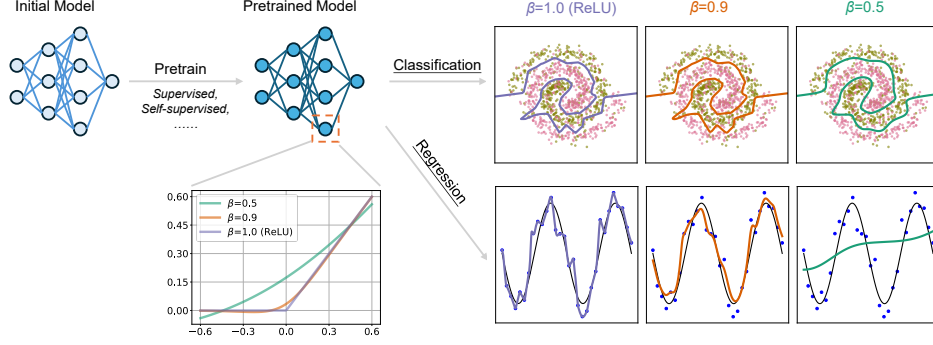 Initial Model
Pretrained Model
β=1.0 (ReLU)
β=0.9
β=0.5
Pretrain
Supervised,
Self-supervised,
......
Classification
Regression
β=0.5
β=0.9
β=1.0 (ReLU)
0.60
0.45
0.30
0.15
0.00
−0.6
−0.3
0.0
0.3
0.6